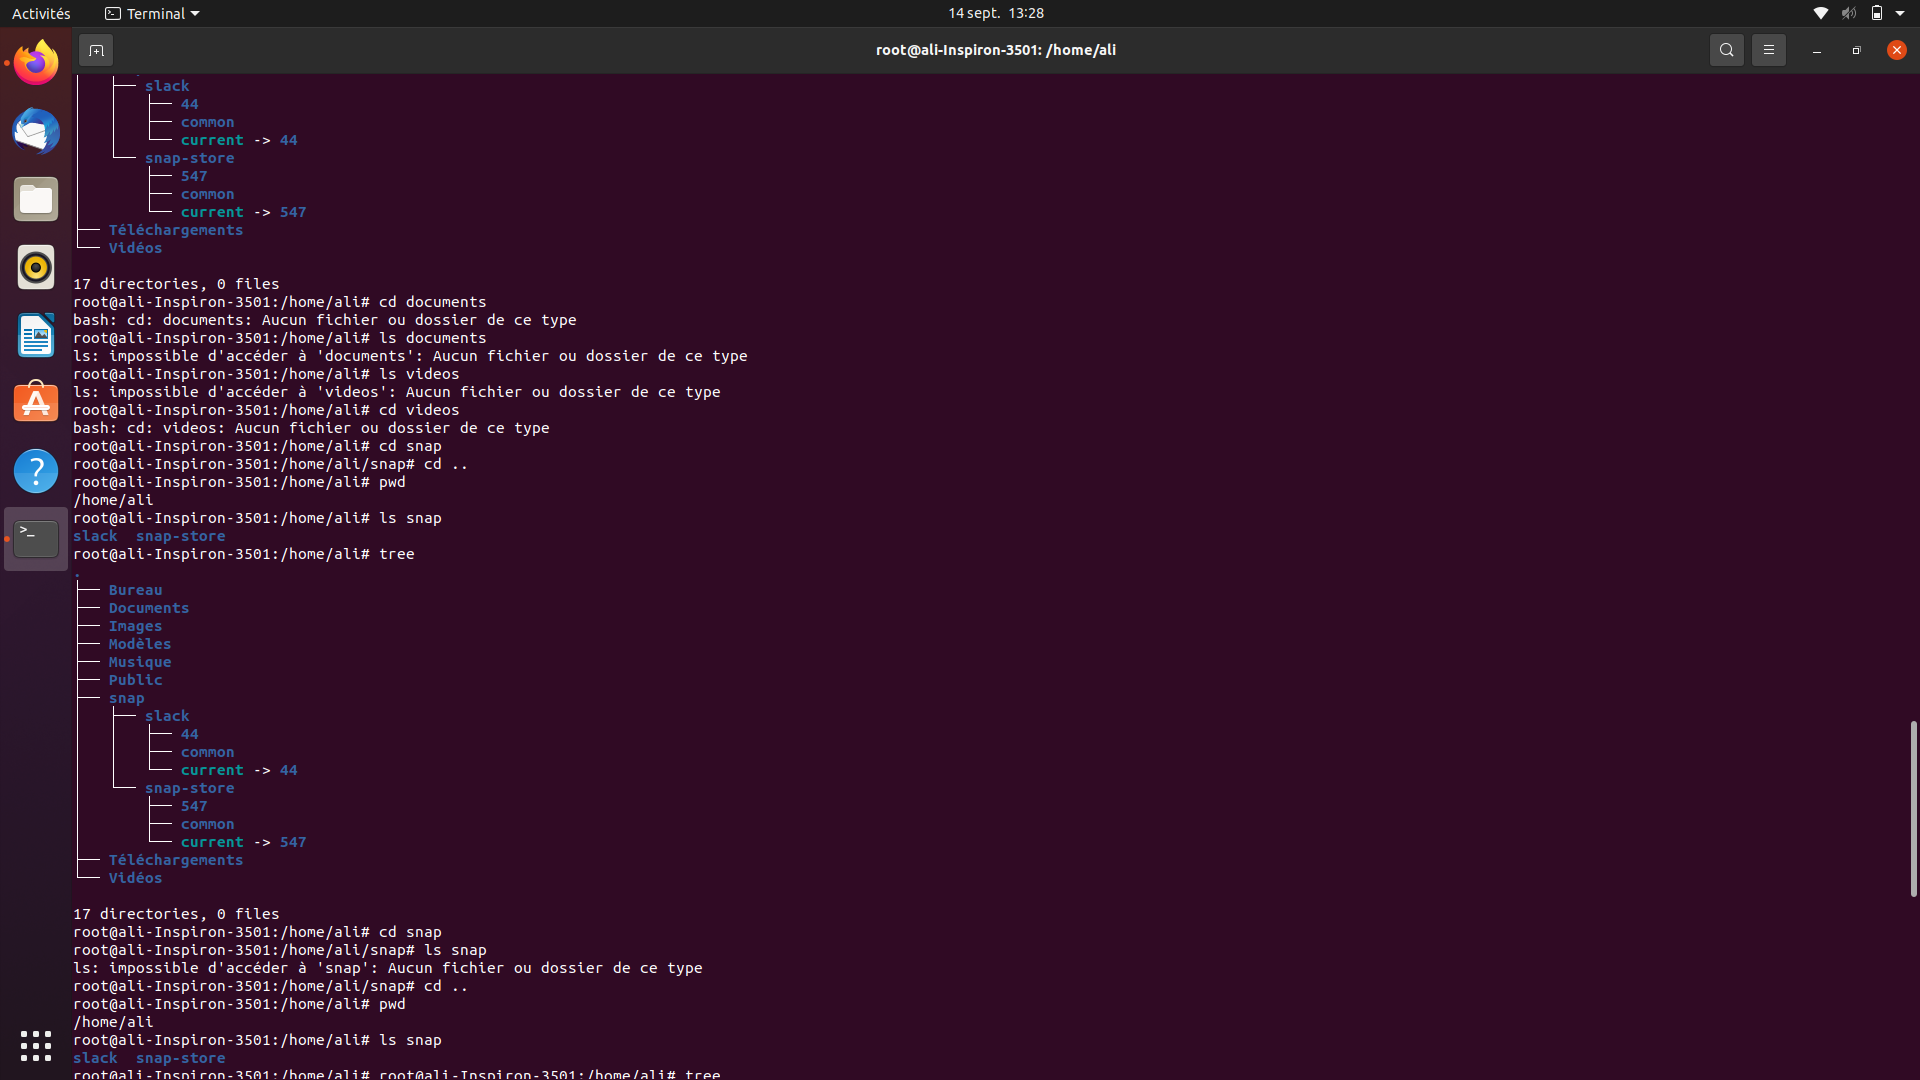 Activités Terminal 14 sept. 13:28
root@ali-Inspiron-3501: /home/ali
├── slack
│   ├── 44
│   ├── common
│   └── current -> 44
└── snap-store
    ├── 547
    ├── common
    └── current -> 547
├── Téléchargements
└── Vidéos
17 directories, 0 files
root@ali-Inspiron-3501:/home/ali# cd documents
bash: cd: documents: Aucun fichier ou dossier de ce type
root@ali-Inspiron-3501:/home/ali# ls documents
ls: impossible d'accéder à 'documents': Aucun fichier ou dossier de ce type
root@ali-Inspiron-3501:/home/ali# ls videos
ls: impossible d'accéder à 'videos': Aucun fichier ou dossier de ce type
root@ali-Inspiron-3501:/home/ali# cd videos
bash: cd: videos: Aucun fichier ou dossier de ce type
root@ali-Inspiron-3501:/home/ali# cd snap
root@ali-Inspiron-3501:/home/ali/snap# cd ..
root@ali-Inspiron-3501:/home/ali# pwd
/home/ali
root@ali-Inspiron-3501:/home/ali# ls snap
slack  snap-store
root@ali-Inspiron-3501:/home/ali# tree
.
├── Bureau
├── Documents
├── Images
├── Modèles
├── Musique
├── Public
├── snap
│   ├── slack
│   │   ├── 44
│   │   ├── common
│   │   └── current -> 44
│   └── snap-store
│       ├── 547
│       ├── common
│       └── current -> 547
├── Téléchargements
└── Vidéos
17 directories, 0 files
root@ali-Inspiron-3501:/home/ali# cd snap
root@ali-Inspiron-3501:/home/ali/snap# ls snap
ls: impossible d'accéder à 'snap': Aucun fichier ou dossier de ce type
root@ali-Inspiron-3501:/home/ali/snap# cd ..
root@ali-Inspiron-3501:/home/ali# pwd
/home/ali
root@ali-Inspiron-3501:/home/ali# ls snap
slack  snap-store
root@ali-Inspiron-3501:/home/ali# root@ali-Inspiron-3501:/home/ali# tree